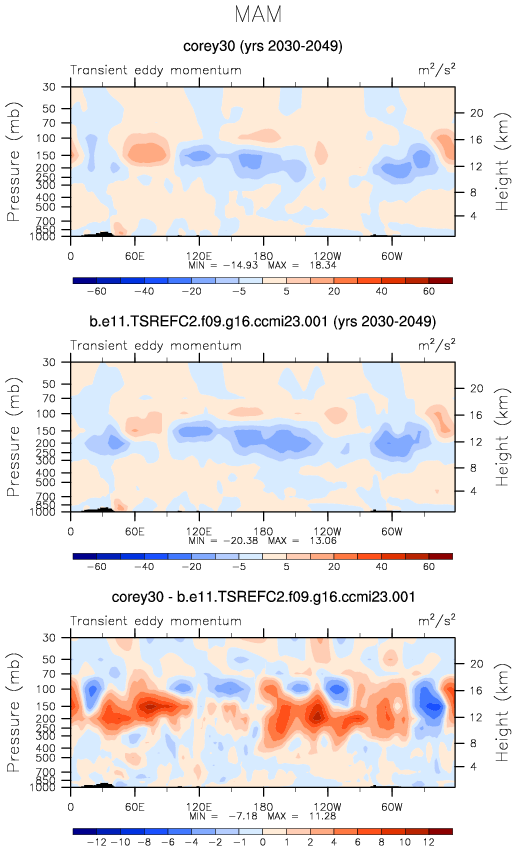 MAM
corey30 (yrs 2030-2049)
Transient eddy momentum m²/s²
Pressure (mb)
30
50
70
100
150
200
250
300
400
500
700
850
1000
Height (km)
20
16
12
8
4
0 60E 120E 180 120W 60W
MIN = -14.93 MAX = 18.34
-60 -40 -20 -5 5 20 40 60
b.e11.TSREFC2.f09.g16.ccmi23.001 (yrs 2030-2049)
Transient eddy momentum m²/s²
Pressure (mb)
30
50
70
100
150
200
250
300
400
500
700
850
1000
Height (km)
20
16
12
8
4
0 60E 120E 180 120W 60W
MIN = -20.38 MAX = 13.06
-60 -40 -20 -5 5 20 40 60
corey30 - b.e11.TSREFC2.f09.g16.ccmi23.001
Transient eddy momentum m²/s²
Pressure (mb)
30
50
70
100
150
200
250
300
400
500
700
850
1000
Height (km)
20
16
12
8
4
0 60E 120E 180 120W 60W
MIN = -7.18 MAX = 11.28
-12 -10 -8 -6 -4 -2 -1 0 1 2 4 6 8 10 12